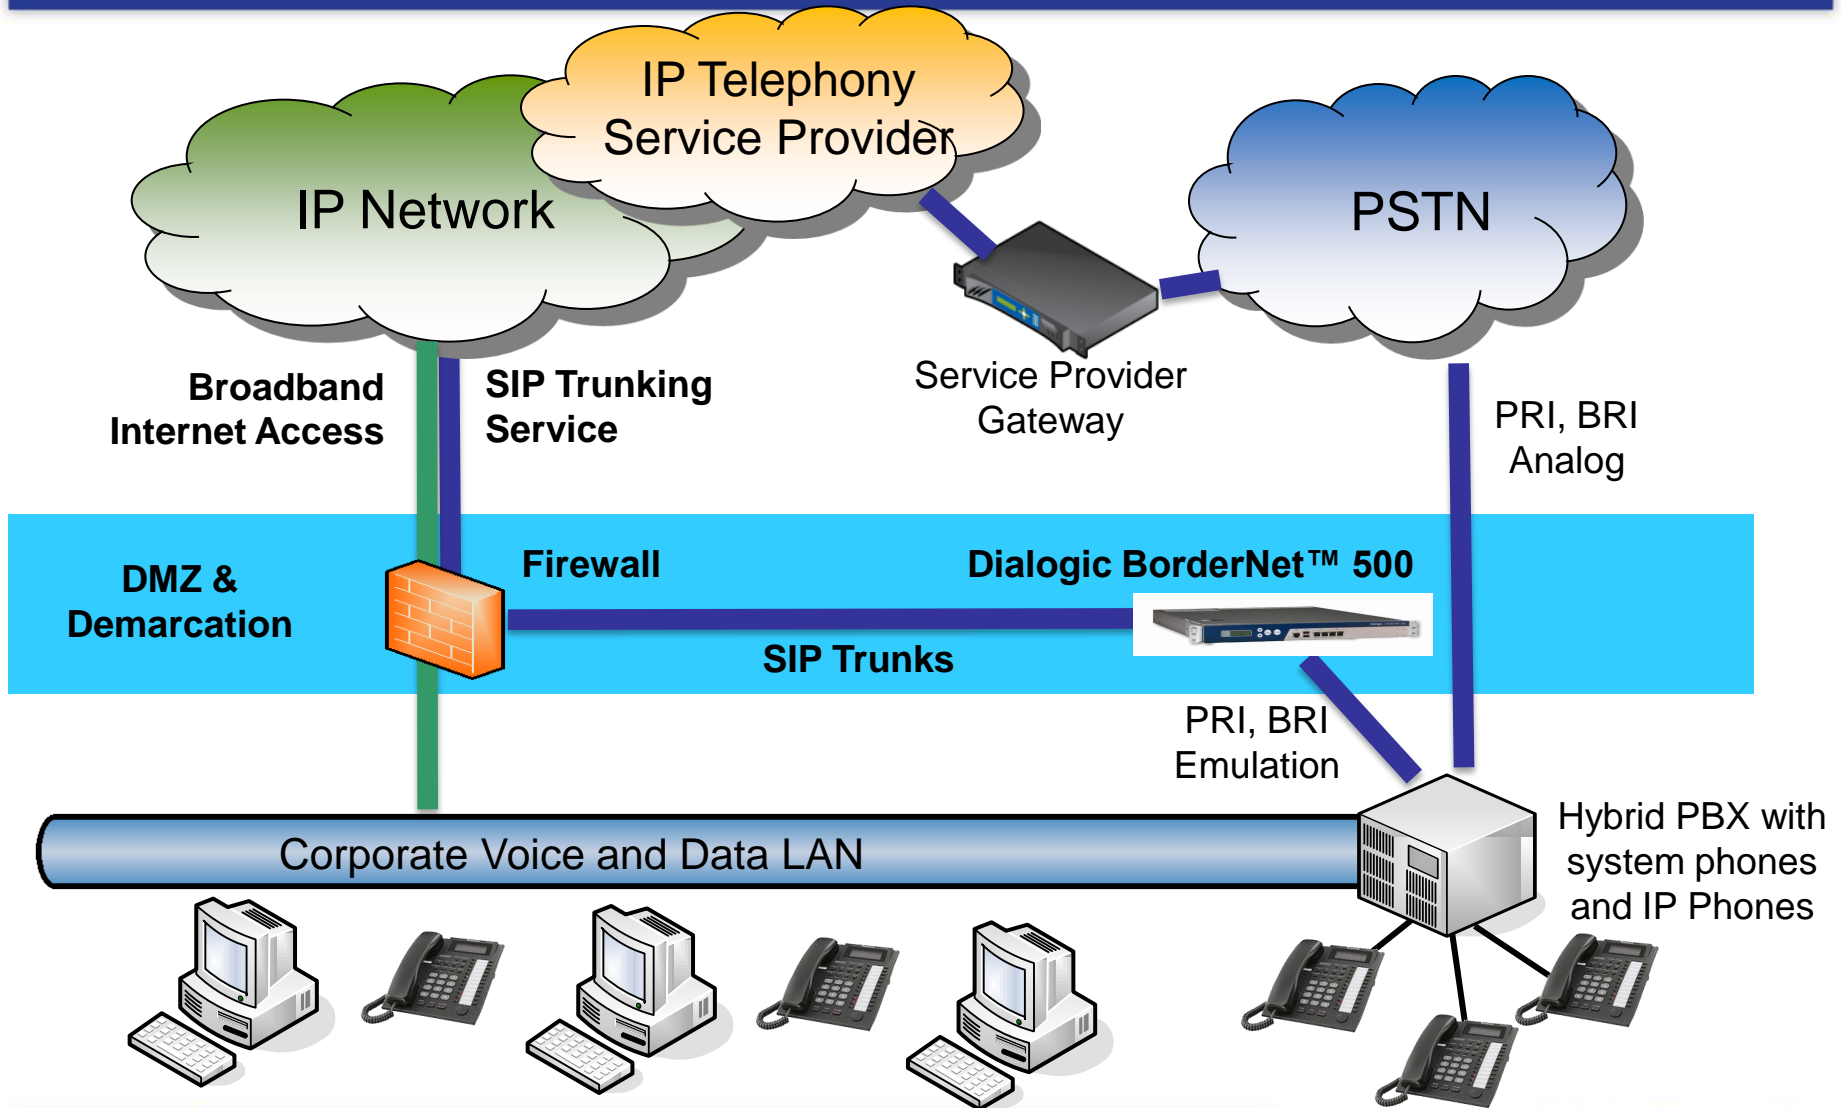 IP Telephony
Service Provider
IP Network
PSTN
Service Provider
Gateway
Broadband
Internet Access
SIP Trunking
Service
PRI, BRI
Analog
DMZ &
Demarcation
Firewall
Dialogic BorderNet™ 500
SIP Trunks
PRI, BRI
Emulation
Corporate Voice and Data LAN
Hybrid PBX with
system phones
and IP Phones